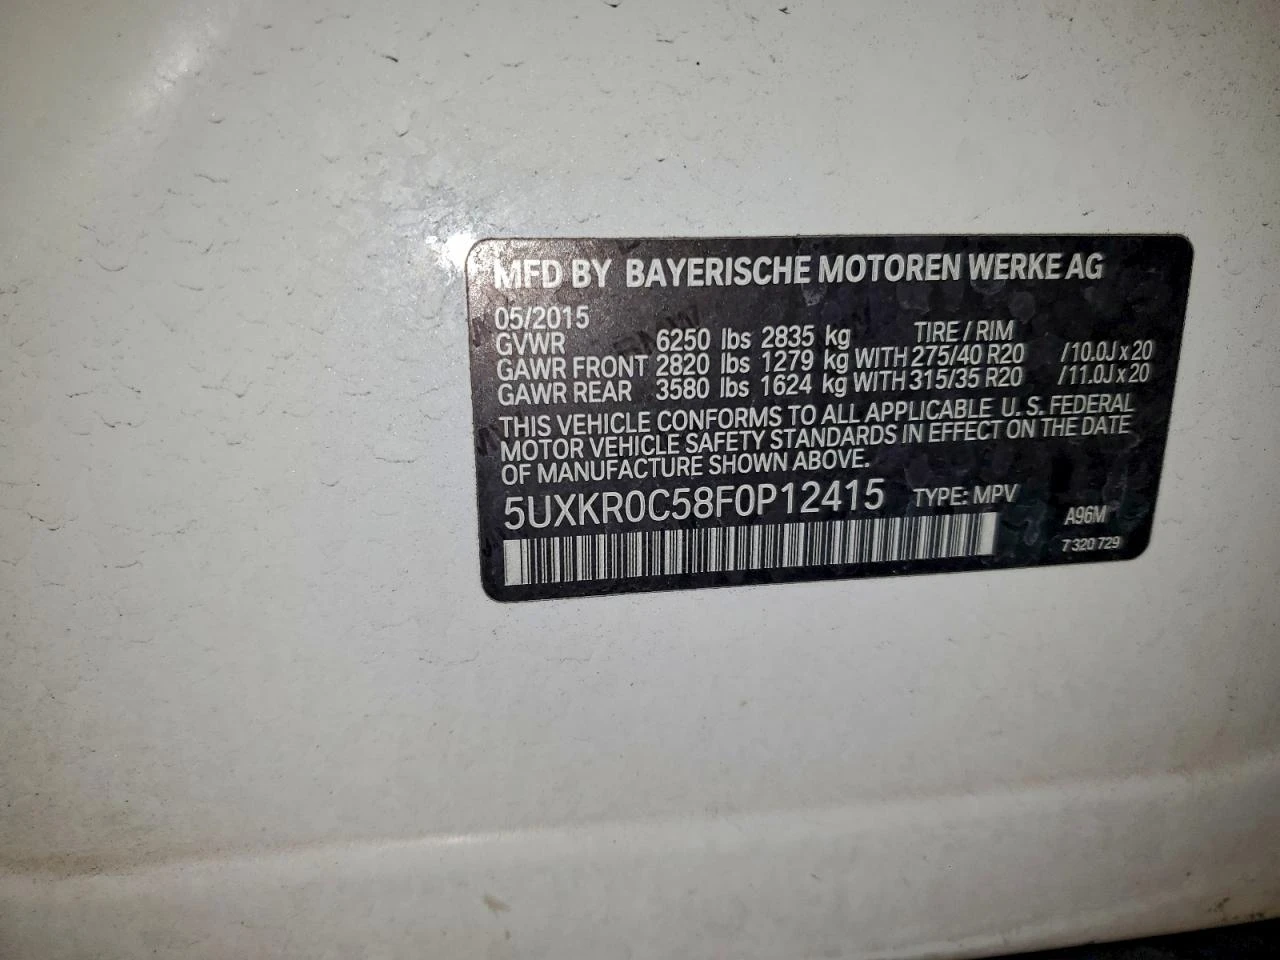 MFD BY BAYERISCHE MOTOREN WERKE AG
05/2015
GVWR 6250 lbs 2835 kg TIRE / RIM
GAWR FRONT 2820 lbs 1279 kg WITH 275/40 R20 /10.0J x 20
GAWR REAR 3580 lbs 1624 kg WITH 315/35 R20 /11.0J x 20
THIS VEHICLE CONFORMS TO ALL APPLICABLE U.S. FEDERAL
MOTOR VEHICLE SAFETY STANDARDS IN EFFECT ON THE DATE
OF MANUFACTURE SHOWN ABOVE.
5UXKR0C58F0P12415 TYPE: MPV
A96M
7 320 729